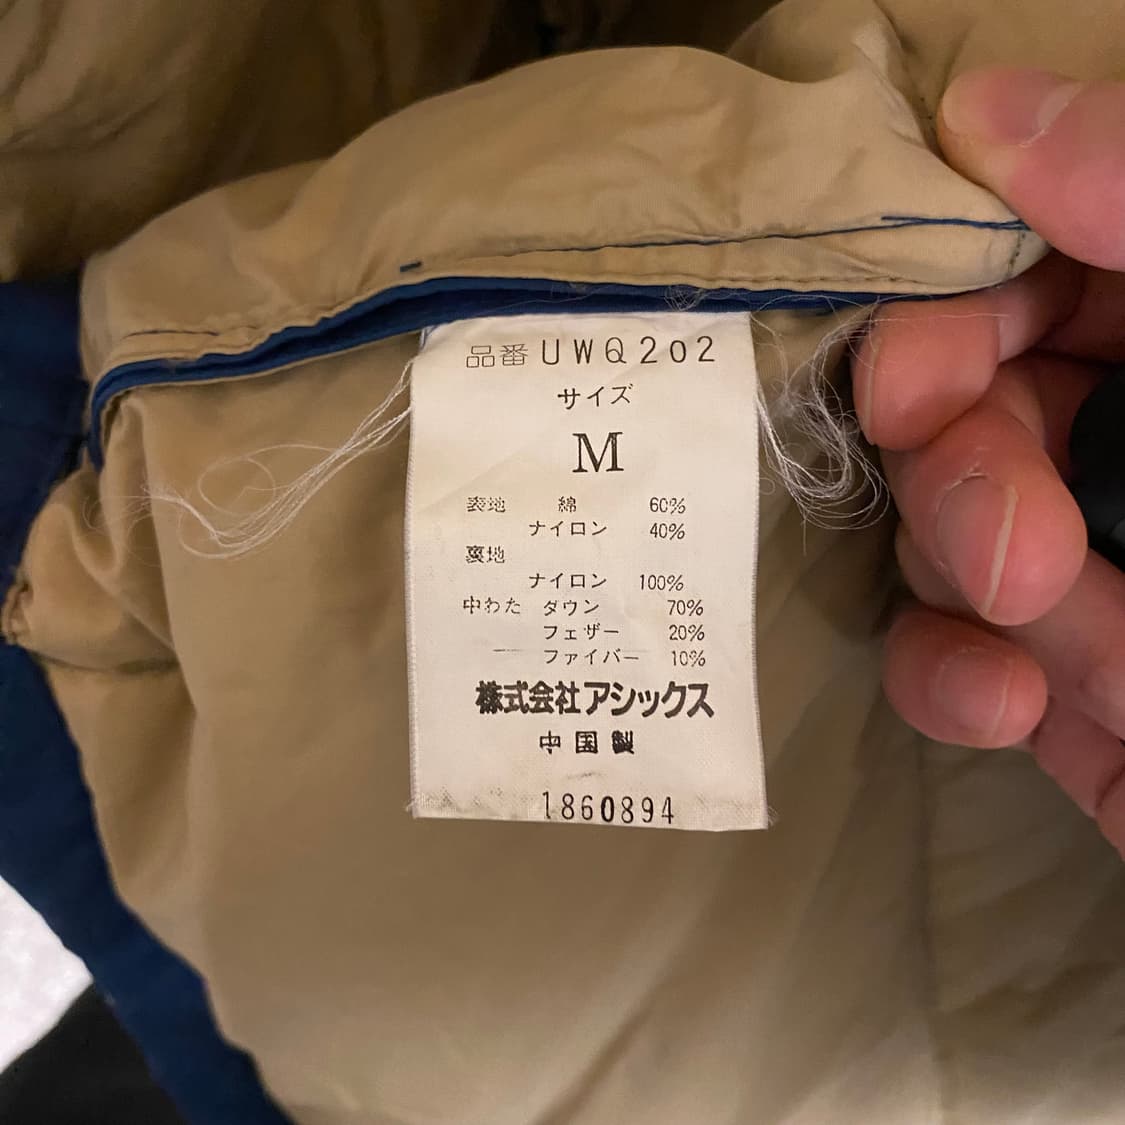 品番 UWQ202
サイズ
M
表地 綿 60%
ナイロン 40%
裏地
ナイロン 100%
中わた ダウン 70%
フェザー 20%
ファイバー 10%
株式会社アシックス
中国製
1860894